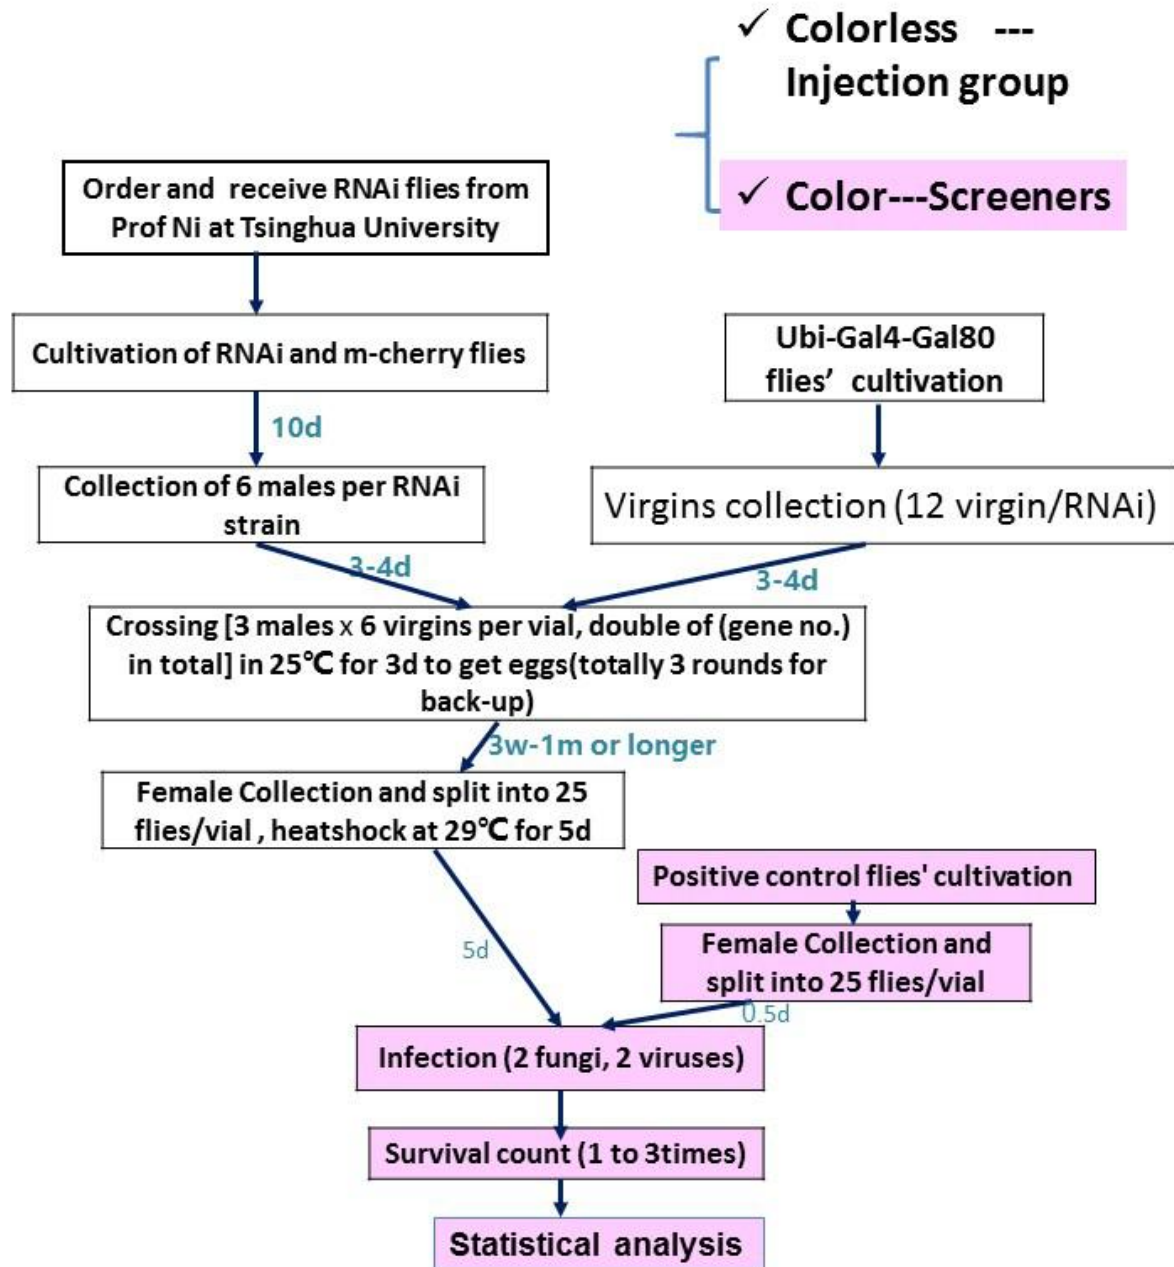 ✓ Colorless ---
Injection group
✓ Color---Screeners
Order and receive RNAi flies from
Prof Ni at Tsinghua University
Cultivation of RNAi and m-cherry flies
10d
Collection of 6 males per RNAi
strain
3-4d
Ubi-Gal4-Gal80
flies’ cultivation
Virgins collection (12 virgin/RNAi)
3-4d
Crossing [3 males x 6 virgins per vial, double of (gene no.)
in total] in 25℃ for 3d to get eggs(totally 3 rounds for
back-up)
3w-1m or longer
Female Collection and split into 25
flies/vial , heatshock at 29℃ for 5d
5d
Positive control flies' cultivation
Female Collection and
split into 25 flies/vial
0.5d
Infection (2 fungi, 2 viruses)
Survival count (1 to 3times)
Statistical analysis